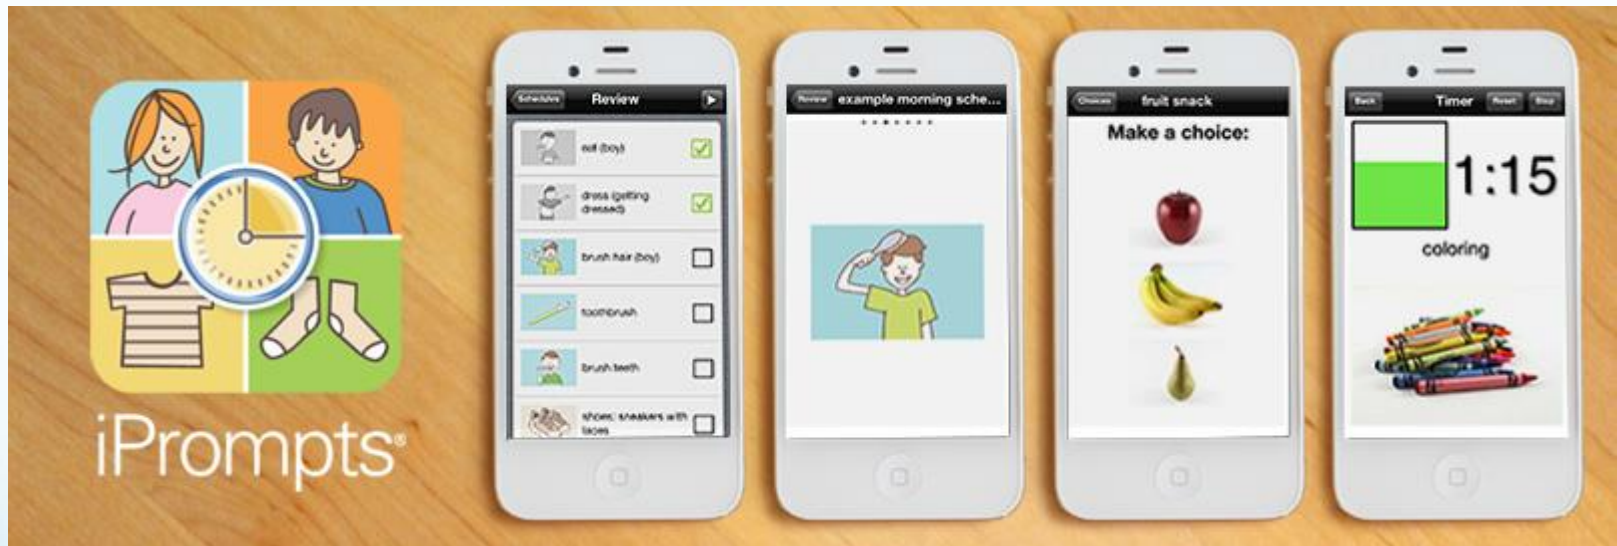 iPrompts®
Schedules Review
eat (boy)
dress (getting
dressed)
brush hair (boy)
toothbrush
brush teeth
shoes: sneakers with
laces
Review example morning sche...
Choices fruit snack
Make a choice:
Back Timer Reset Stop
1:15
coloring